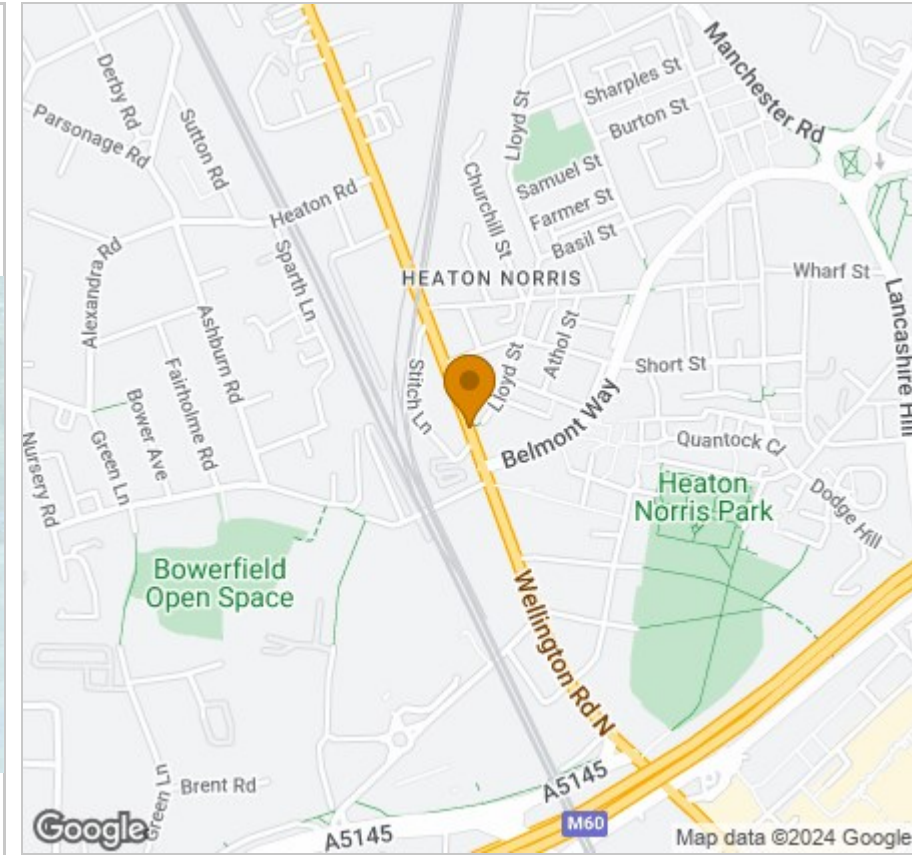 Derby Rd
Parsonage Rd
Sutton Rd
Heaton Rd
Alexandra Rd
Sparth Ln
Ashburn Rd
Fairholme Rd
Bower Ave
Green Ln
Nursery Rd
Stitch Ln
Lloyd St
Sharples St
Burton St
Manchester Rd
Churchill St
Samuel St
Farmer St
Basil St
HEATON NORRIS
Wharf St
Lancashire Hill
Athol St
Lloyd St
Short St
Belmont Way
Quantock Cl
Heaton
Norris Park
Dodge Hill
Bowerfield
Open Space
Wellington Rd N
Green Ln
Brent Rd
A5145
A5145
M60
Google
Map data ©2024 Google